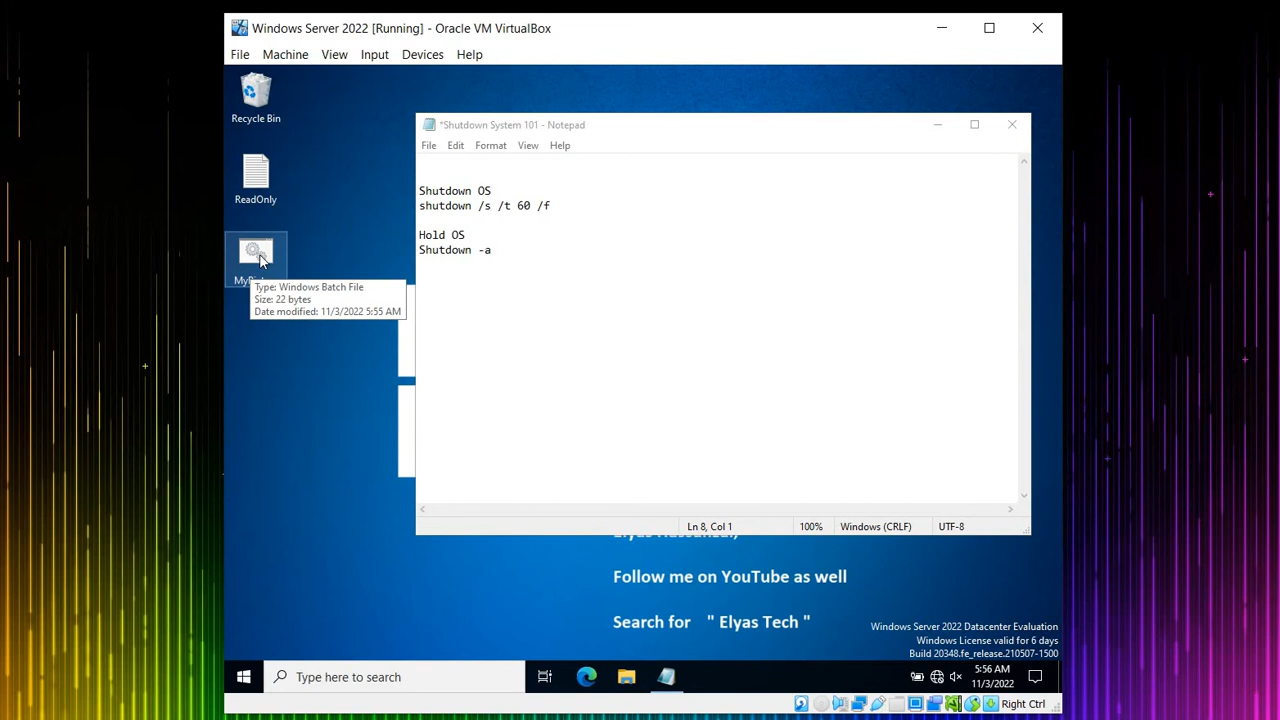 Windows Server 2022 [Running] - Oracle VM VirtualBox
File Machine View Input Devices Help
Recycle Bin
ReadOnly
Type: Windows Batch File
Size: 22 bytes
Date modified: 11/3/2022 5:55 AM
*Shutdown System 101 - Notepad
File Edit Format View Help
Shutdown OS
shutdown /s /t 60 /f
Hold OS
Shutdown -a
Ln 8, Col 1 100% Windows (CRLF) UTF-8
Follow me on YouTube as well
Search for " Elyas Tech "
Windows Server 2022 Datacenter Evaluation
Windows License valid for 6 days
Build 20348.fe_release.210507-1500
Type here to search
5:56 AM
11/3/2022
Right Ctrl